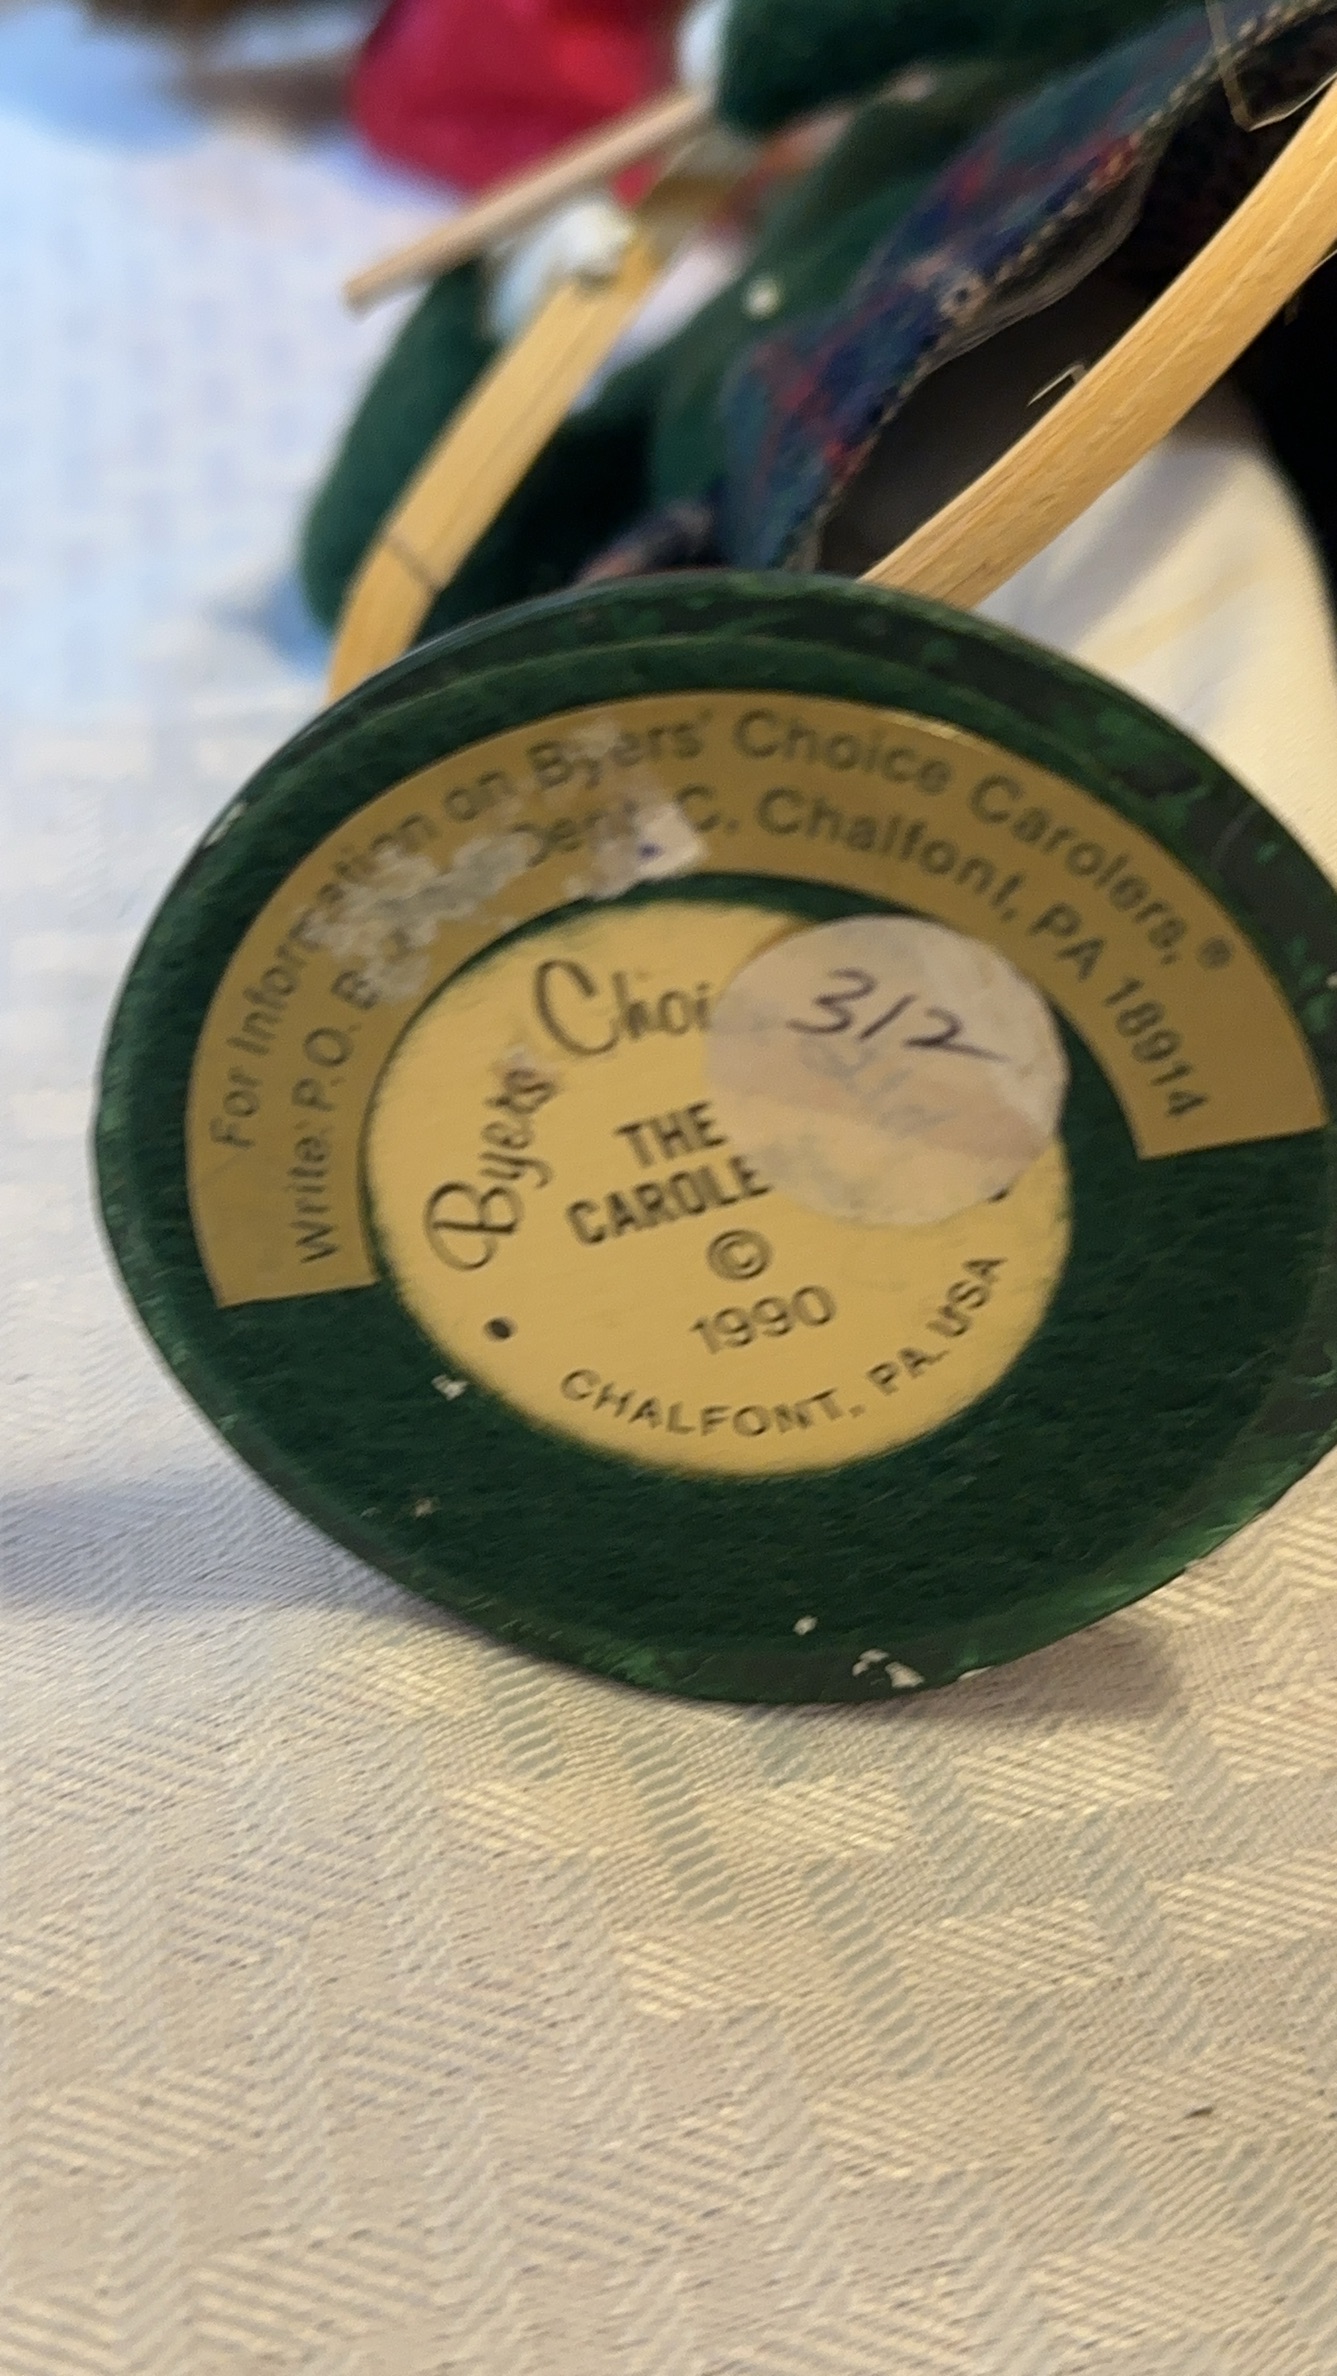 For Information on Byers' Choice Carolers,®
Write: P.O. B Dept. C. Chalfont, PA 18914
Byers' Choi
312
THE
CAROLE
©
1990
CHALFONT, PA. USA